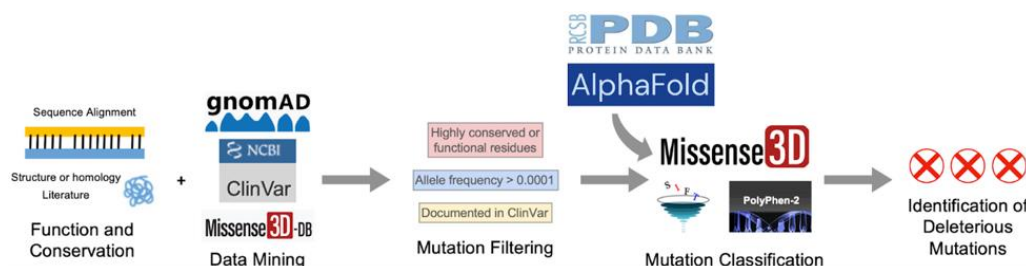 Sequence Alignment
Structure or homology
Literature
Function and
Conservation
+
gnomAD
NCBI
ClinVar
Missense3D-DB
Data Mining
Highly conserved or
functional residues
Allele frequency > 0.0001
Documented in ClinVar
Mutation Filtering
RCSB
PDB
PROTEIN DATA BANK
AlphaFold
Missense3D
SIFT
PolyPhen-2
Mutation Classification
Identification of
Deleterious
Mutations